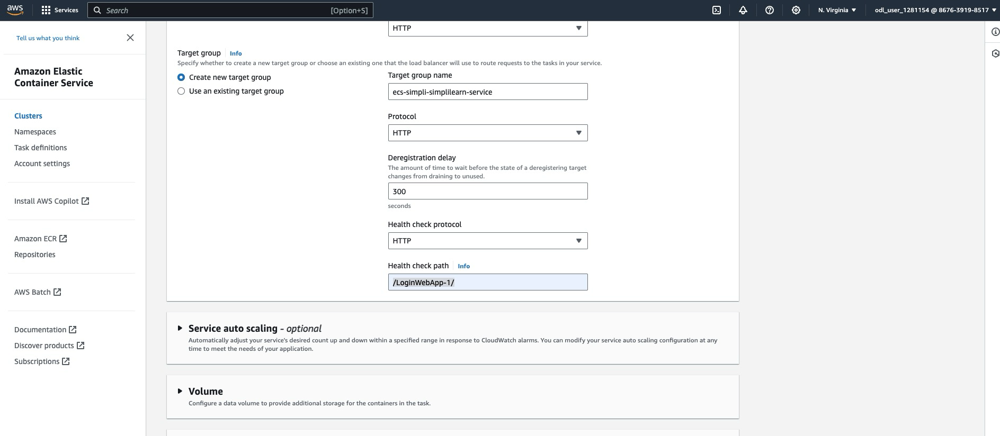 aws
Services
Search
[Option+S]
N. Virginia
odl_user_1281154 @ 8676-3919-8517
Tell us what you think
Amazon Elastic
Container Service
Clusters
Namespaces
Task definitions
Account settings
Install AWS Copilot
Amazon ECR
Repositories
AWS Batch
Documentation
Discover products
Subscriptions
HTTP
Target group
Info
Specify whether to create a new target group or choose an existing one that the load balancer will use to route requests to the tasks in your service.
Create new target group
Use an existing target group
Target group name
ecs-simpli-simplilearn-service
Protocol
HTTP
Deregistration delay
The amount of time to wait before the state of a deregistering target
changes from draining to unused.
300
seconds
Health check protocol
HTTP
Health check path
Info
/LoginWebApp-1/
Service auto scaling - optional
Automatically adjust your service's desired count up and down within a specified range in response to CloudWatch alarms. You can modify your service auto scaling configuration at any
time to meet the needs of your application.
Volume
Configure a data volume to provide additional storage for the containers in the task.